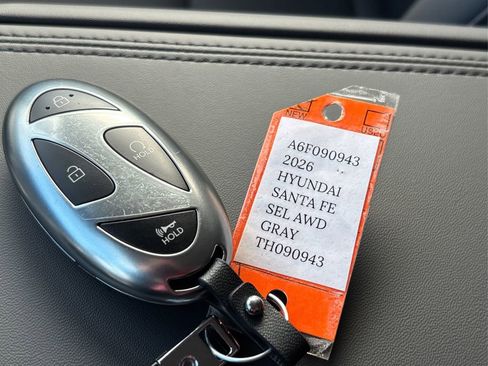 NEW
USED
A6F090943
2026
HYUNDAI
SANTA FE
SEL AWD
GRAY
TH090943
HOLD
HOLD